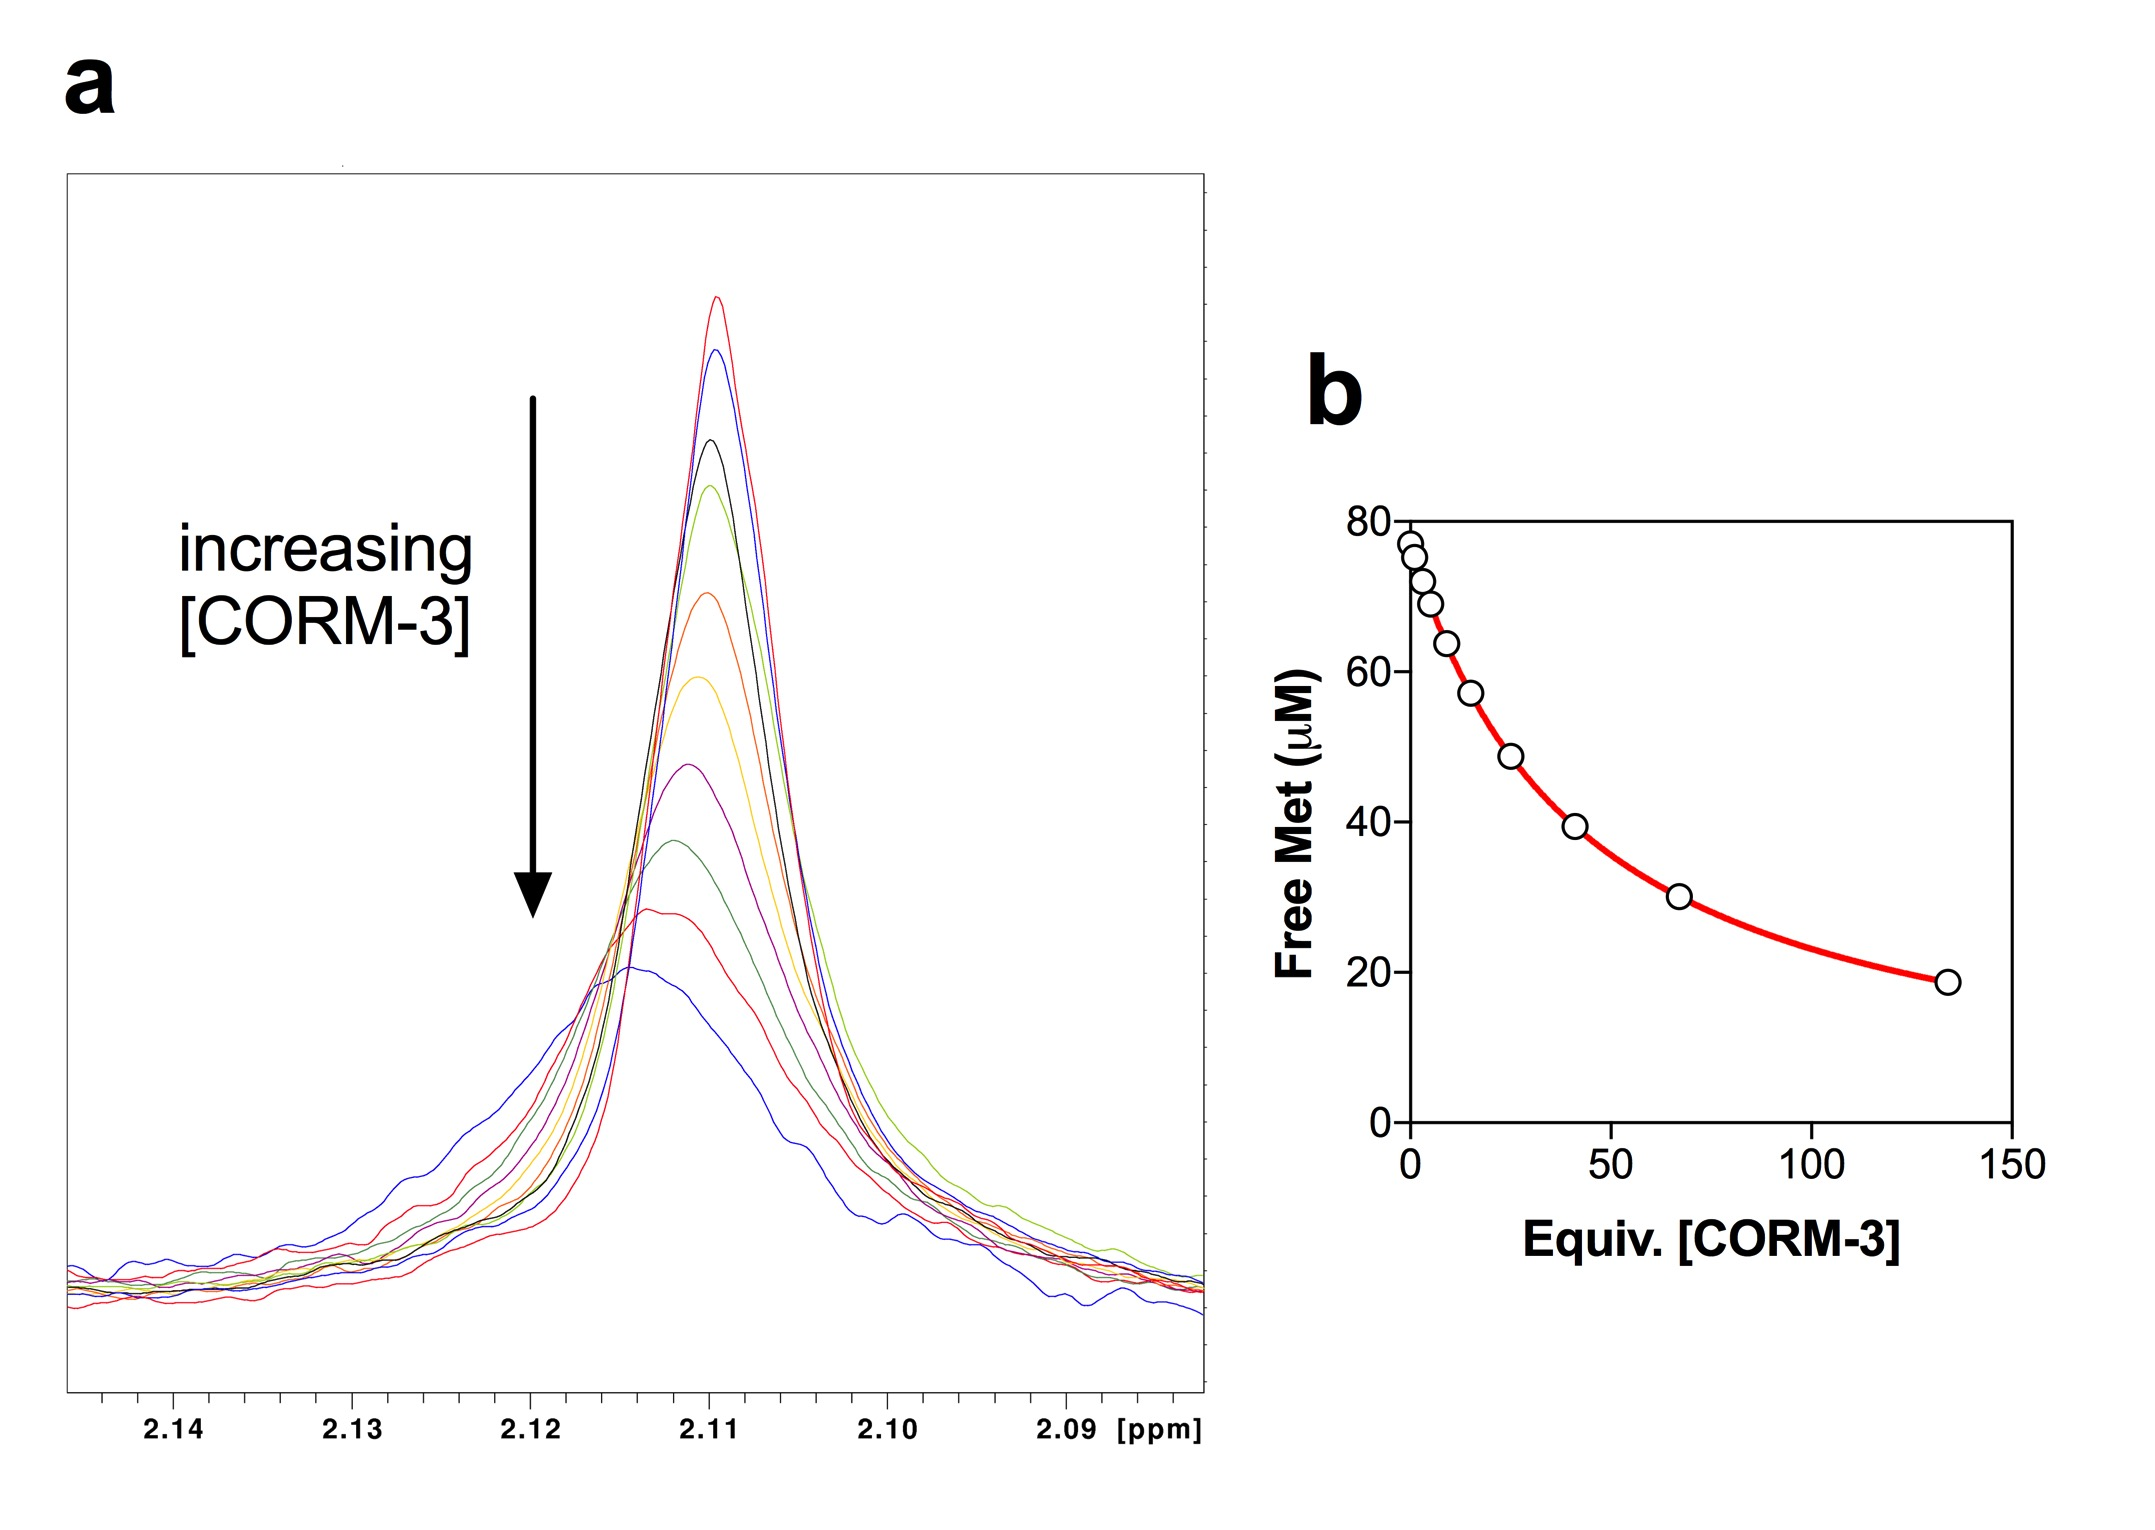 a
increasing
[CORM-3]
2.14 2.13 2.12 2.11 2.10 2.09 [ppm]
b
80
60
40
20
0
Free Met (μM)
0 50 100 150
Equiv. [CORM-3]